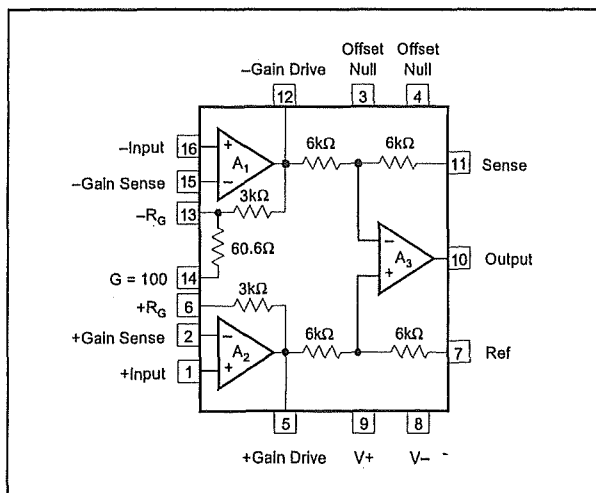 Offset Null
Offset Null
–Gain Drive
12
3
4
–Input
16
+
A1
–
6kΩ
6kΩ
11
Sense
–Gain Sense
15
–RG
13
3kΩ
60.6Ω
–
A3
+
10
Output
G = 100
14
+RG
6
3kΩ
+Gain Sense
2
–
A2
+
6kΩ
6kΩ
7
Ref
+Input
1
5
9
8
+Gain Drive
V+
V–